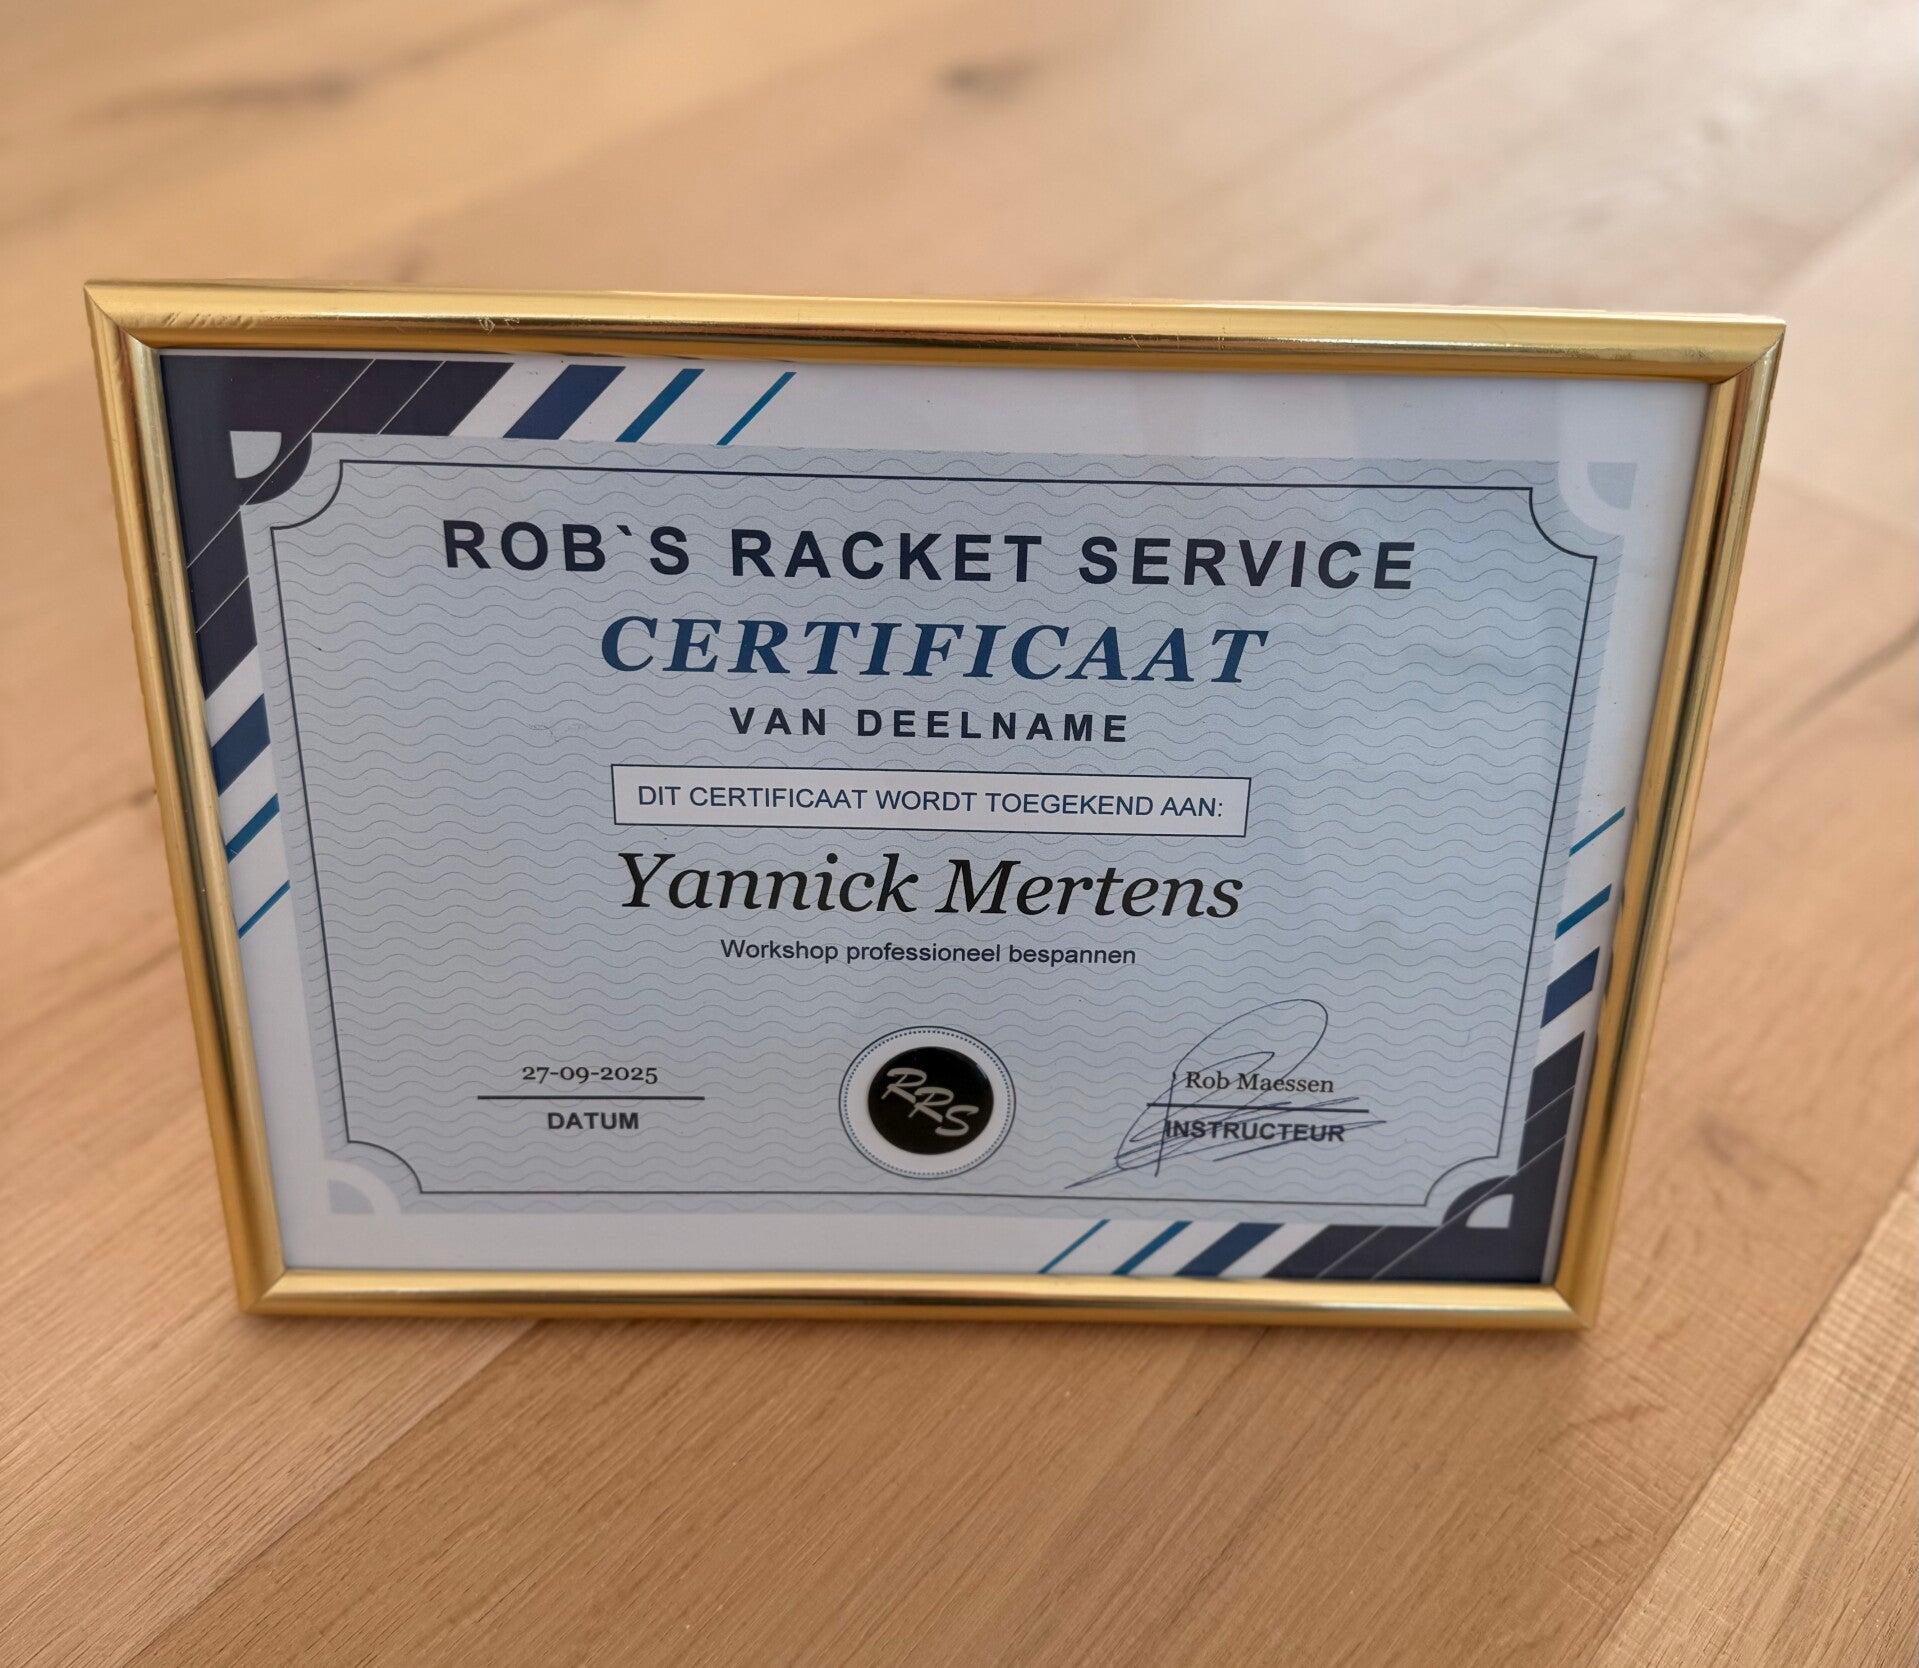 ROB`S RACKET SERVICE
CERTIFICAAT
VAN DEELNAME
DIT CERTIFICAAT WORDT TOEGEKEND AAN:
Yannick Mertens
Workshop professioneel bespannen
27-09-2025
DATUM
RRS
Rob Maessen
INSTRUCTEUR